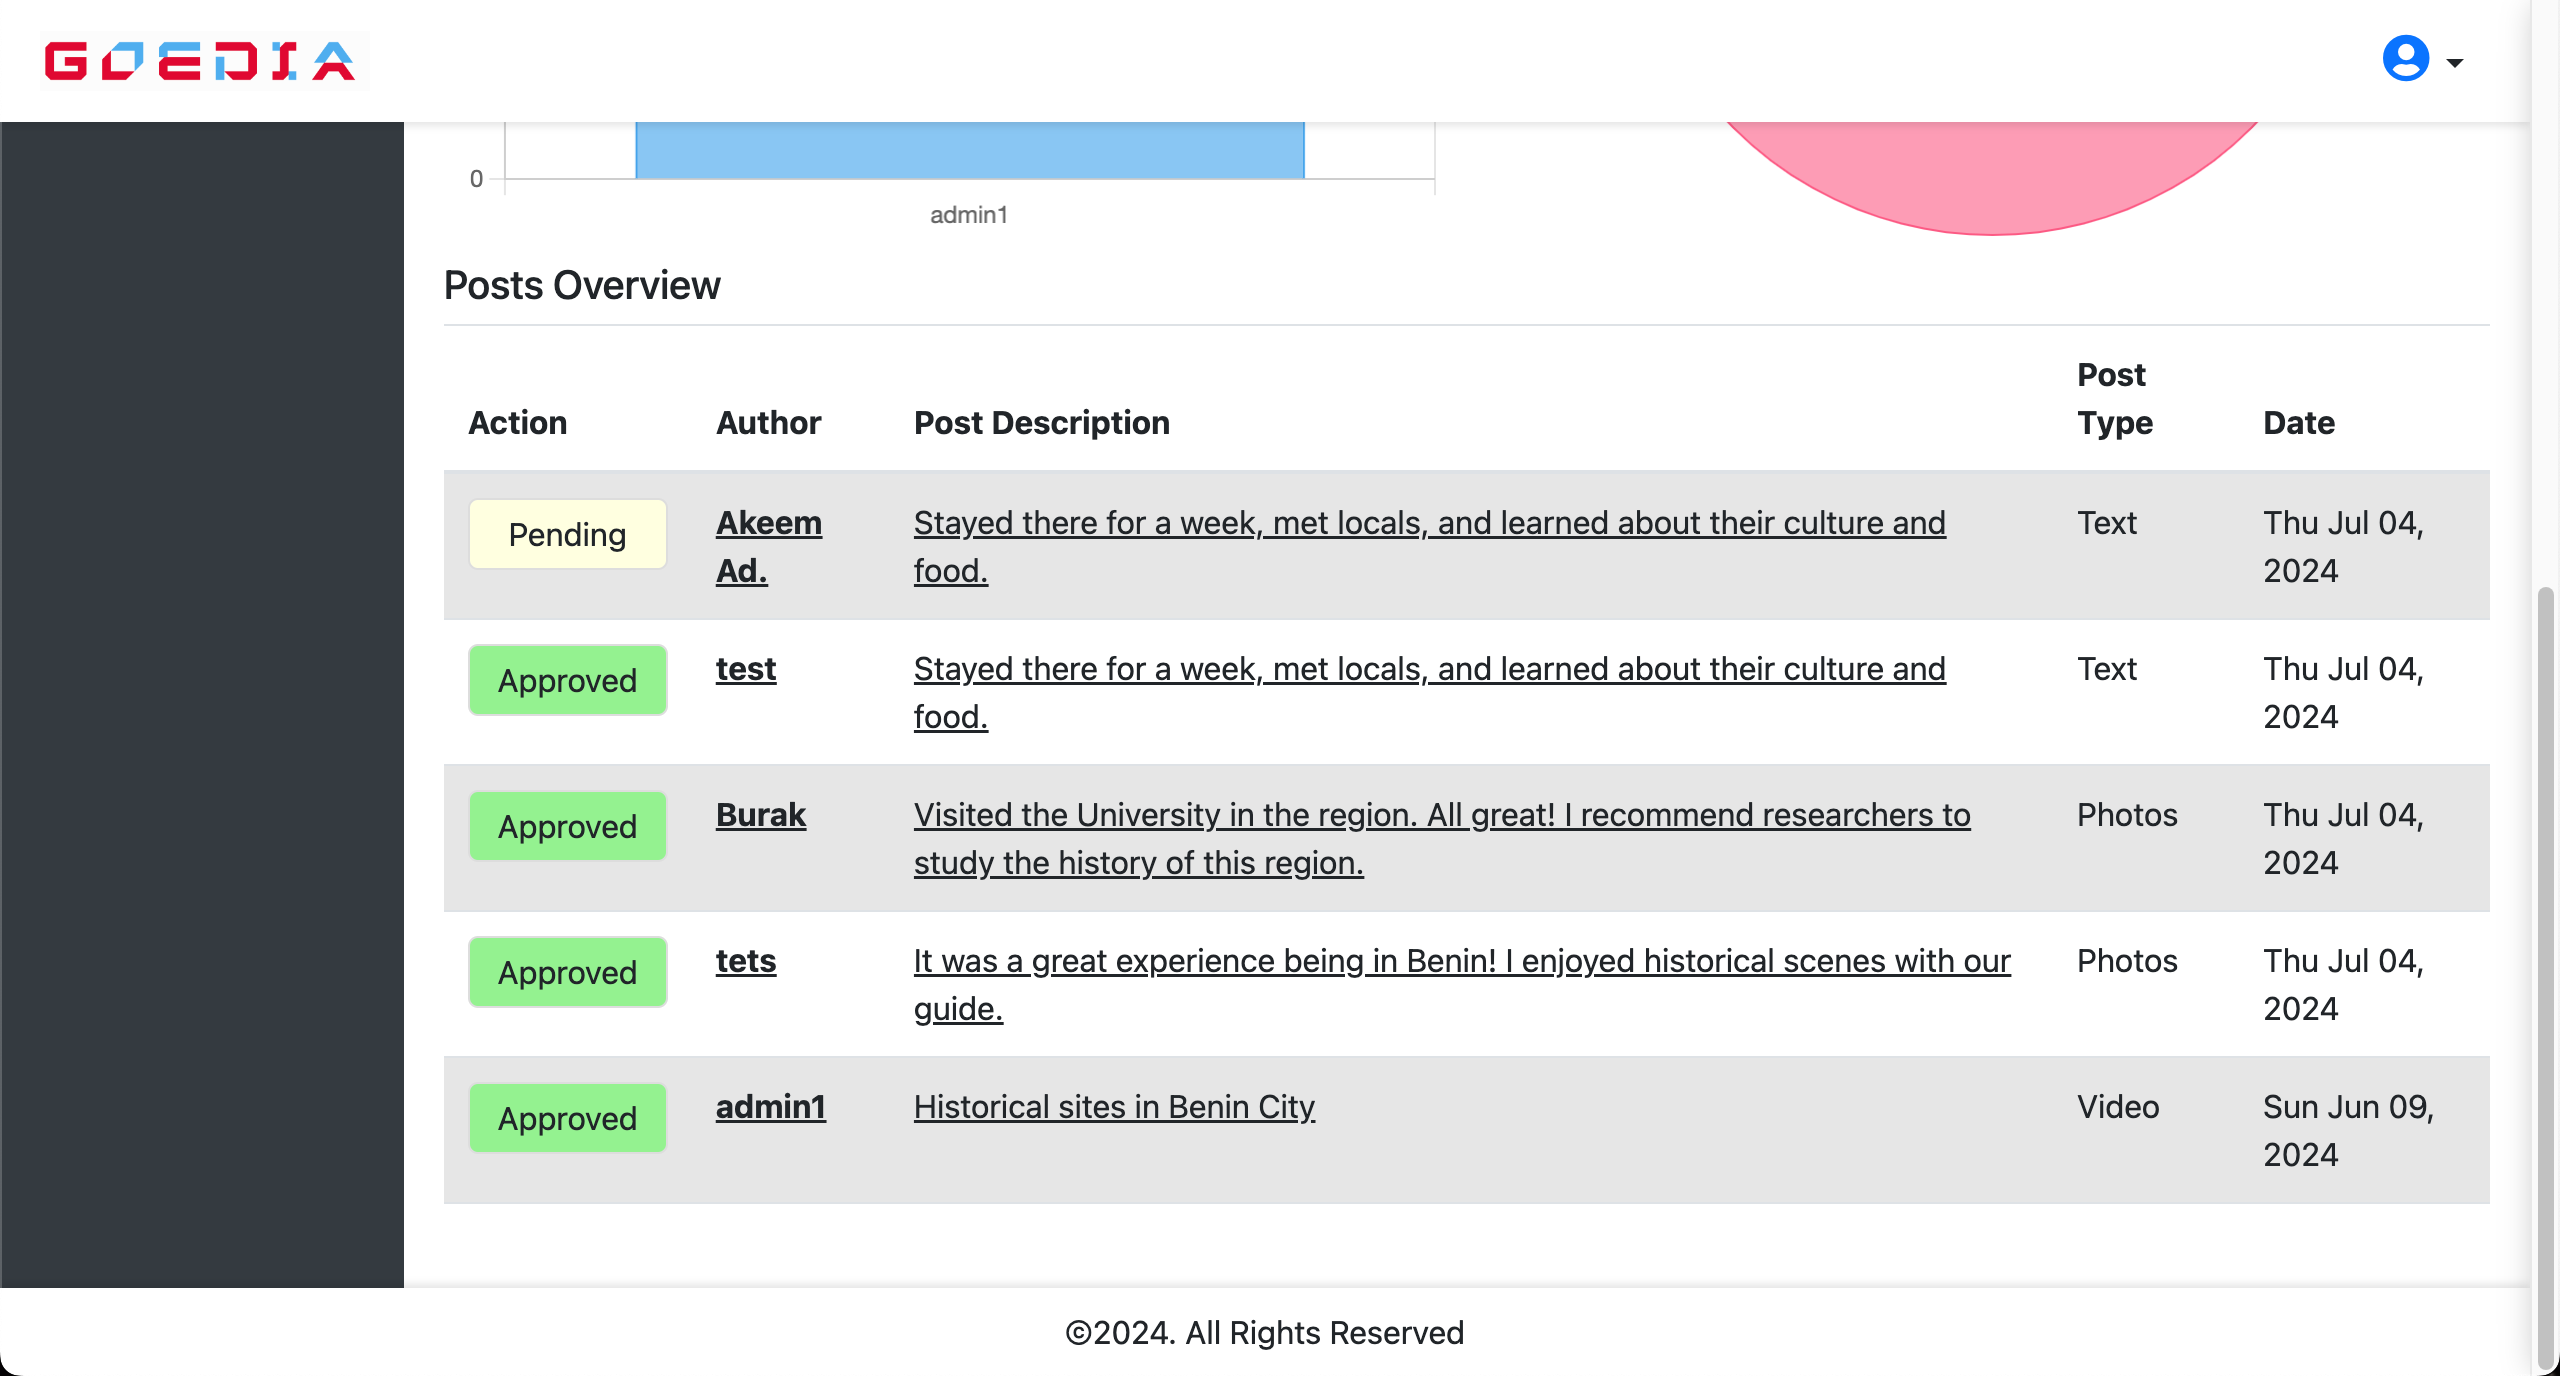 GOEDIA
0
admin1
Posts Overview
Action Author Post Description Post Type Date
Pending Akeem Ad. Stayed there for a week, met locals, and learned about their culture and food. Text Thu Jul 04, 2024
Approved test Stayed there for a week, met locals, and learned about their culture and food. Text Thu Jul 04, 2024
Approved Burak Visited the University in the region. All great! I recommend researchers to study the history of this region. Photos Thu Jul 04, 2024
Approved tets It was a great experience being in Benin! I enjoyed historical scenes with our guide. Photos Thu Jul 04, 2024
Approved admin1 Historical sites in Benin City Video Sun Jun 09, 2024
©2024. All Rights Reserved